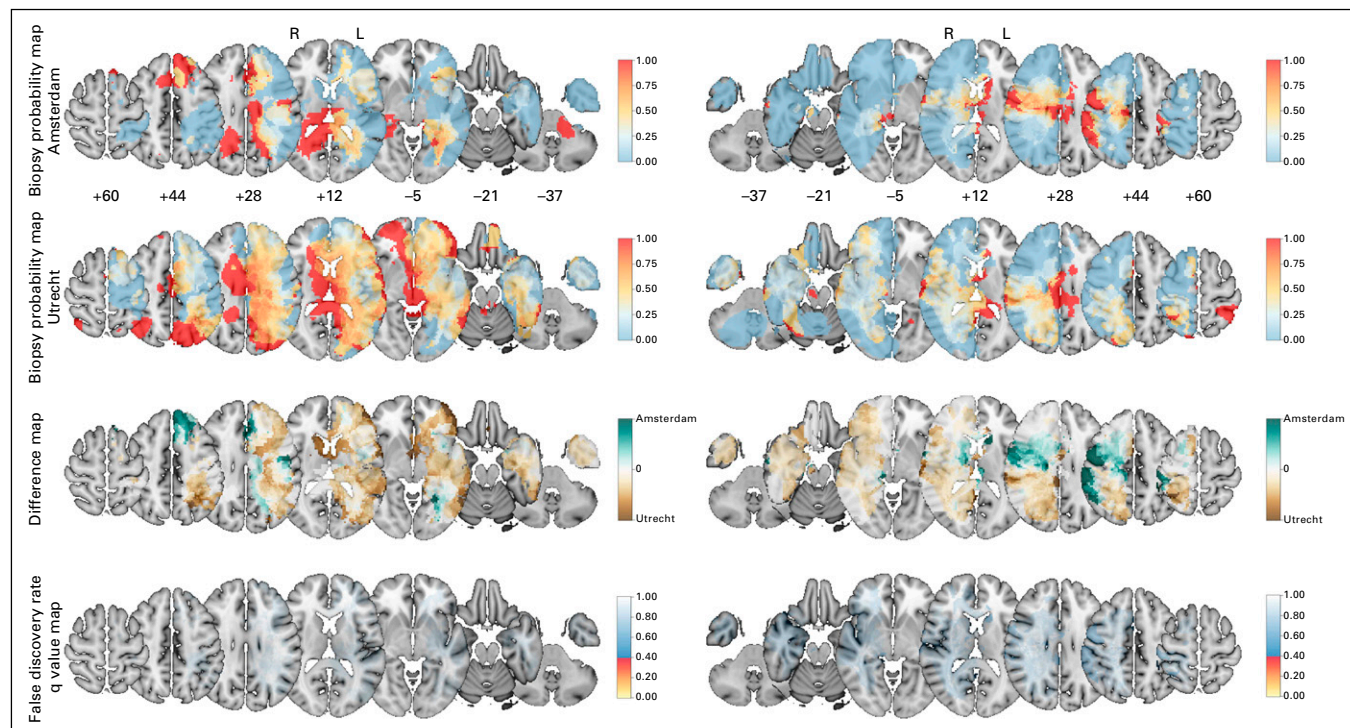 Biopsy probability map
Amsterdam
R L
1.00
0.75
0.50
0.25
0.00
R L
1.00
0.75
0.50
0.25
0.00
+60 +44 +28 +12 −5 −21 −37
−37 −21 −5 +12 +28 +44 +60
Biopsy probability map
Utrecht
1.00
0.75
0.50
0.25
0.00
1.00
0.75
0.50
0.25
0.00
Difference map
Amsterdam
0
Utrecht
Amsterdam
0
Utrecht
False discovery rate
q value map
1.00
0.80
0.60
0.40
0.20
0.00
1.00
0.80
0.60
0.40
0.20
0.00